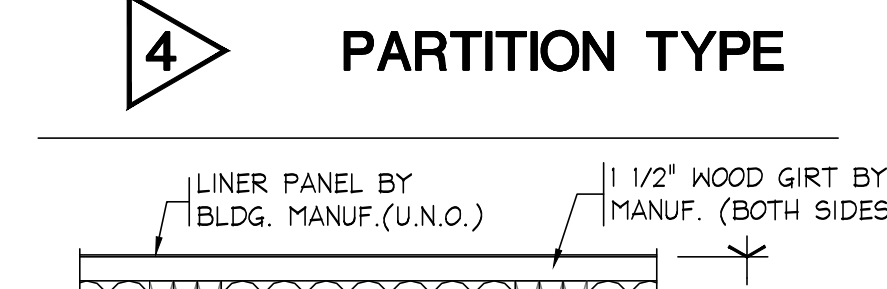 4 PARTITION TYPE
LINER PANEL BY
BLDG. MANUF.(U.N.O.)
1 1/2" WOOD GIRT BY
MANUF. (BOTH SIDES